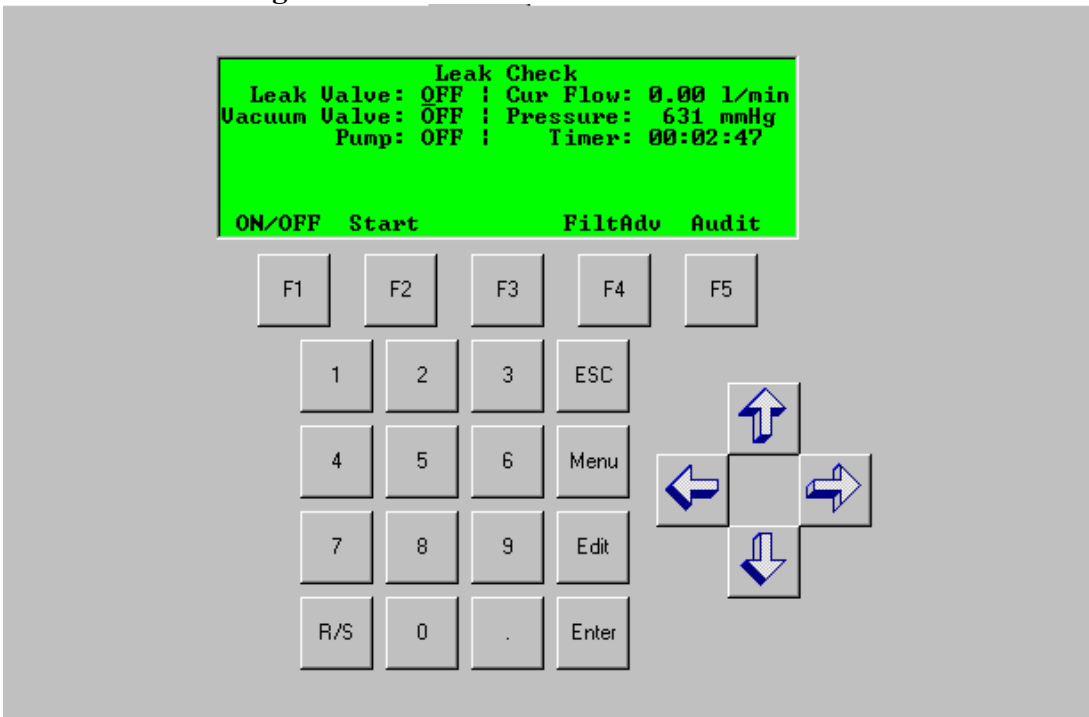 Leak Check
Leak Valve: OFF ¦ Cur Flow: 0.00 l/min
Vacuum Valve: OFF ¦ Pressure: 631 mmHg
Pump: OFF ¦ Timer: 00:02:47
ON/OFF Start FiltAdv Audit
F1 F2 F3 F4 F5
1 2 3 ESC
4 5 6 Menu
7 8 9 Edit
R/S 0 . Enter